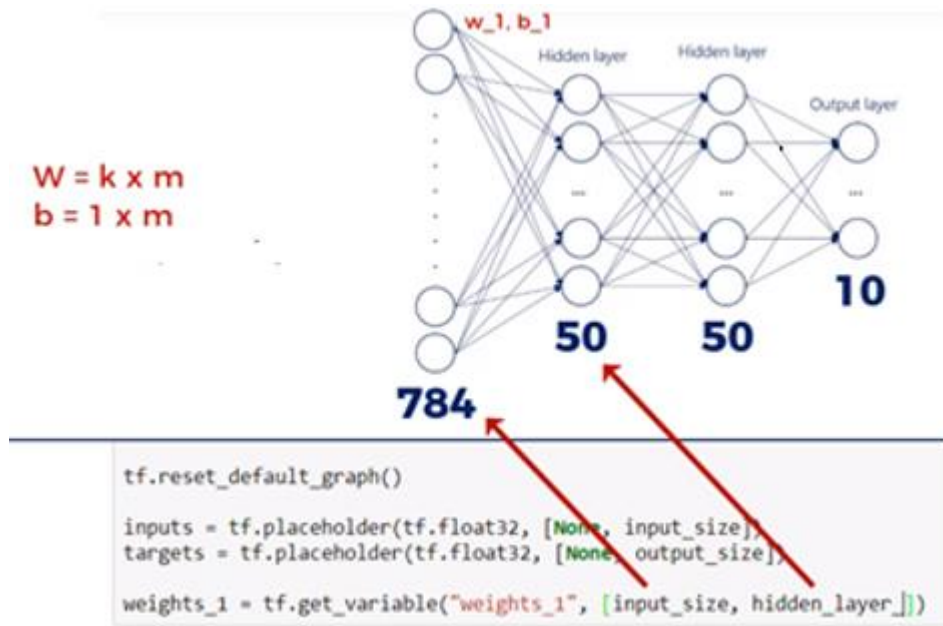 w_1, b_1
Hidden layer
Hidden layer
Output layer
W = k x m
b = 1 x m
...
...
...
10
50
50
784
tf.reset_default_graph()
inputs = tf.placeholder(tf.float32, [None, input_size])
targets = tf.placeholder(tf.float32, [None, output_size])
weights_1 = tf.get_variable("weights_1", [input_size, hidden_layer_])